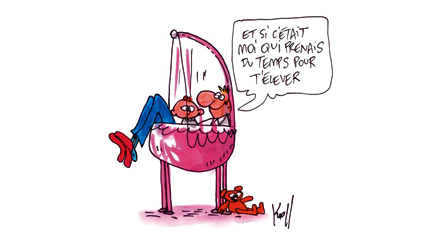 ET SI C'ÉTAIT
MOI QUI PRENAIS
DU TEMPS POUR
T'ÉLEVER
Kroll